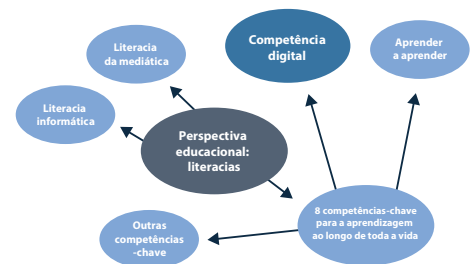 Literacia
da mediática
Competência
digital
Aprender
a aprender
Literacia
informática
Perspectiva
educacional:
literacias
Outras
competências
-chave
8 competências-chave
para a aprendizagem
ao longo de toda a vida